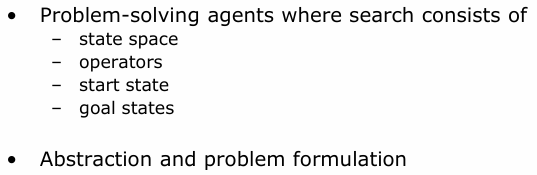 • Problem-solving agents where search consists of
– state space
– operators
– start state
– goal states
• Abstraction and problem formulation